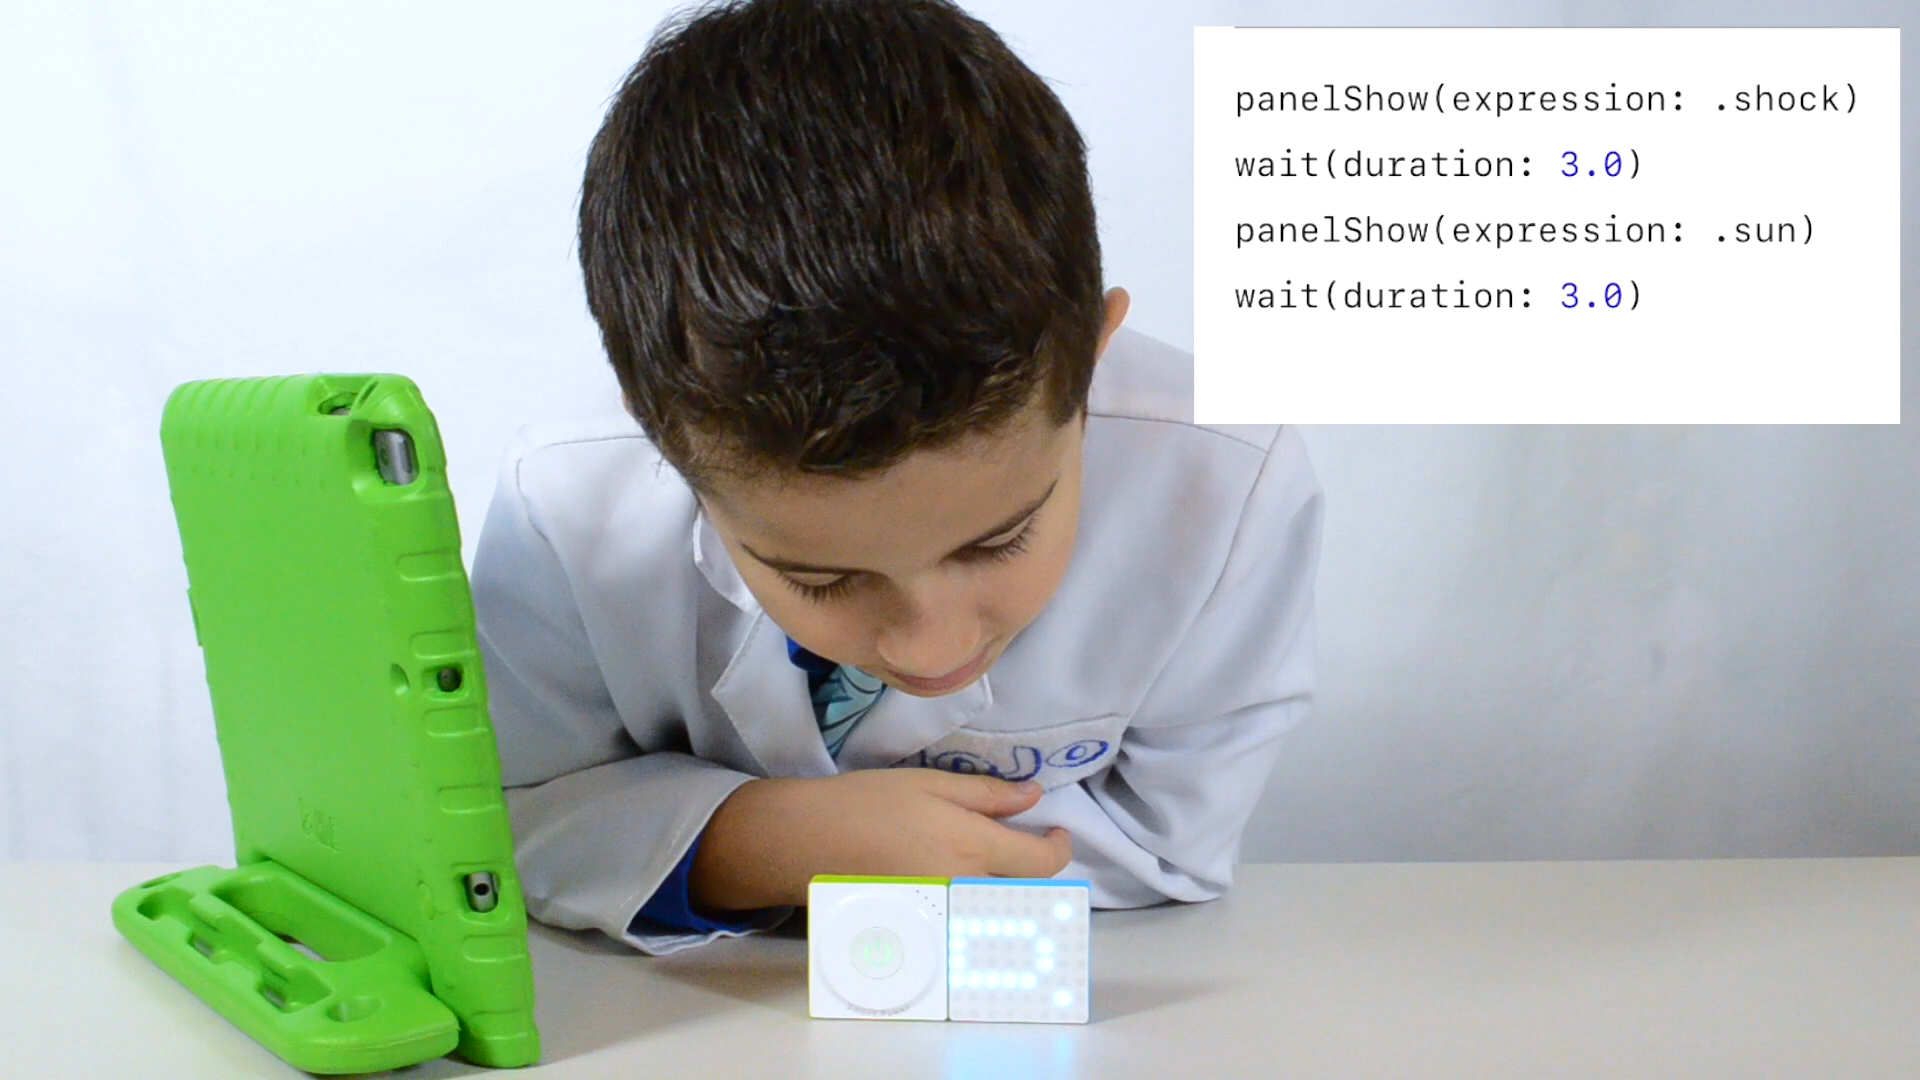 panelShow(expression: .shock)
wait(duration: 3.0)
panelShow(expression: .sun)
wait(duration: 3.0)